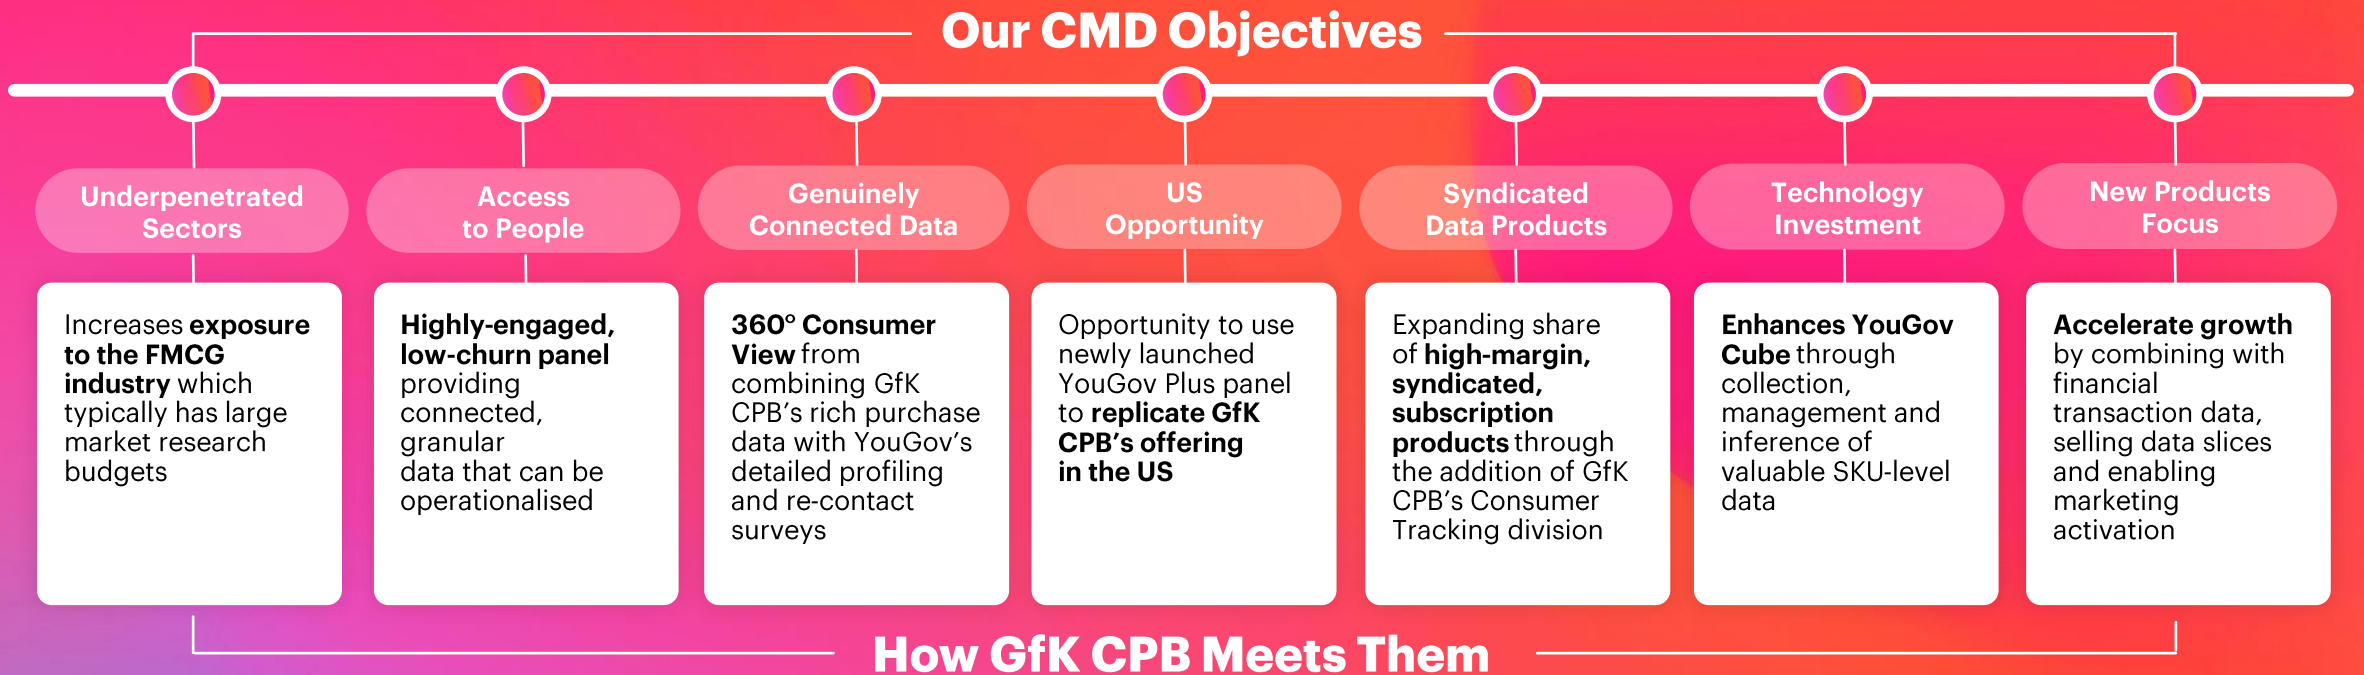 Our CMD Objectives
Underpenetrated
Sectors
Access
to People
Genuinely
Connected Data
US
Opportunity
Syndicated
Data Products
Technology
Investment
New Products
Focus
Increases exposure
to the FMCG
industry which
typically has large
market research
budgets
Highly-engaged,
low-churn panel
providing
connected,
granular
data that can be
operationalised
360° Consumer
View from
combining GfK
CPB’s rich purchase
data with YouGov’s
detailed profiling
and re-contact
surveys
Opportunity to use
newly launched
YouGov Plus panel
to replicate GfK
CPB’s offering
in the US
Expanding share
of high-margin,
syndicated,
subscription
products through
the addition of GfK
CPB’s Consumer
Tracking division
Enhances YouGov
Cube through
collection,
management and
inference of
valuable SKU-level
data
Accelerate growth
by combining with
financial
transaction data,
selling data slices
and enabling
marketing
activation
How GfK CPB Meets Them